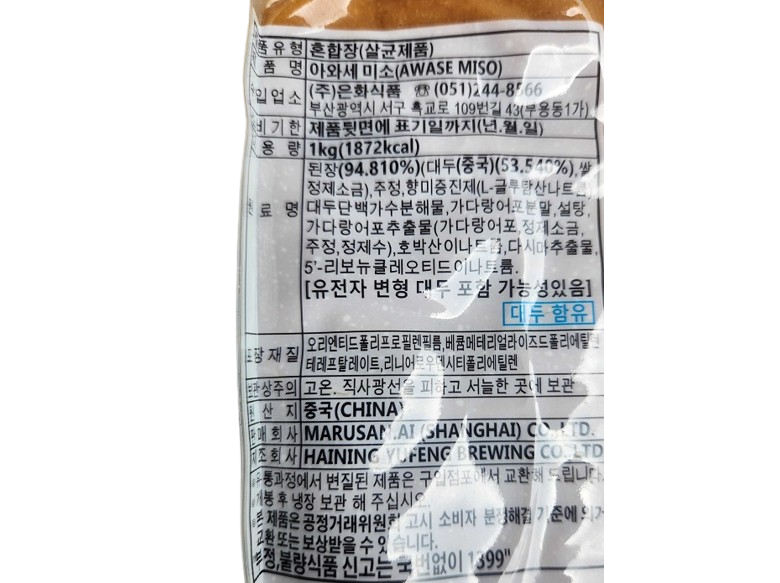 품 유 형 혼합장(살균제품)
품 명 아와세 미소(AWASE MISO)
입 업 소 (주)은화식품 ☏ (051)244-8566
부산광역시 서구 흑교로 109번길 43(부용동1가)
비 기 한 제품뒷면에 표기일까지(년.월.일)
용 량 1kg(1872kcal)
료 명 된장(94.810%)(대두(중국)(53.540%),쌀
정제소금),주정,향미증진제(L-글루탐산나트륨)
대두단백가수분해물,가다랑어포분말,설탕,
가다랑어포추출물(가다랑어포,정제소금,
주정,정제수),호박산이나트륨,다시마추출물,
5'-리보뉴클레오티드이나트륨.
[유전자 변형 대두 포함 가능성있음]
대두 함유
포 장 재 질 오리엔티드폴리프로필렌필름,베큠메테리얼라이즈드폴리에틸렌
테레프탈레이트,리니어로우덴시티폴리에틸렌
보관상주의 고온. 직사광선을 피하고 서늘한 곳에 보관
원 산 지 중국(CHINA)
판 매 회 사 MARUSAN.AI (SHANGHAI) CO.,LTD.
제 조 회 사 HAINING YUFENG BREWING CO.,LTD
유통과정에서 변질된 제품은 구입점포에서 교환해 드립니다.
개봉 후 냉장 보관 해 주십시오.
본 제품은 공정거래위원회 고시 소비자 분쟁해결 기준에 의거
교환 또는 보상받을 수 있습니다.
부정,불량식품 신고는 국번없이 1399"